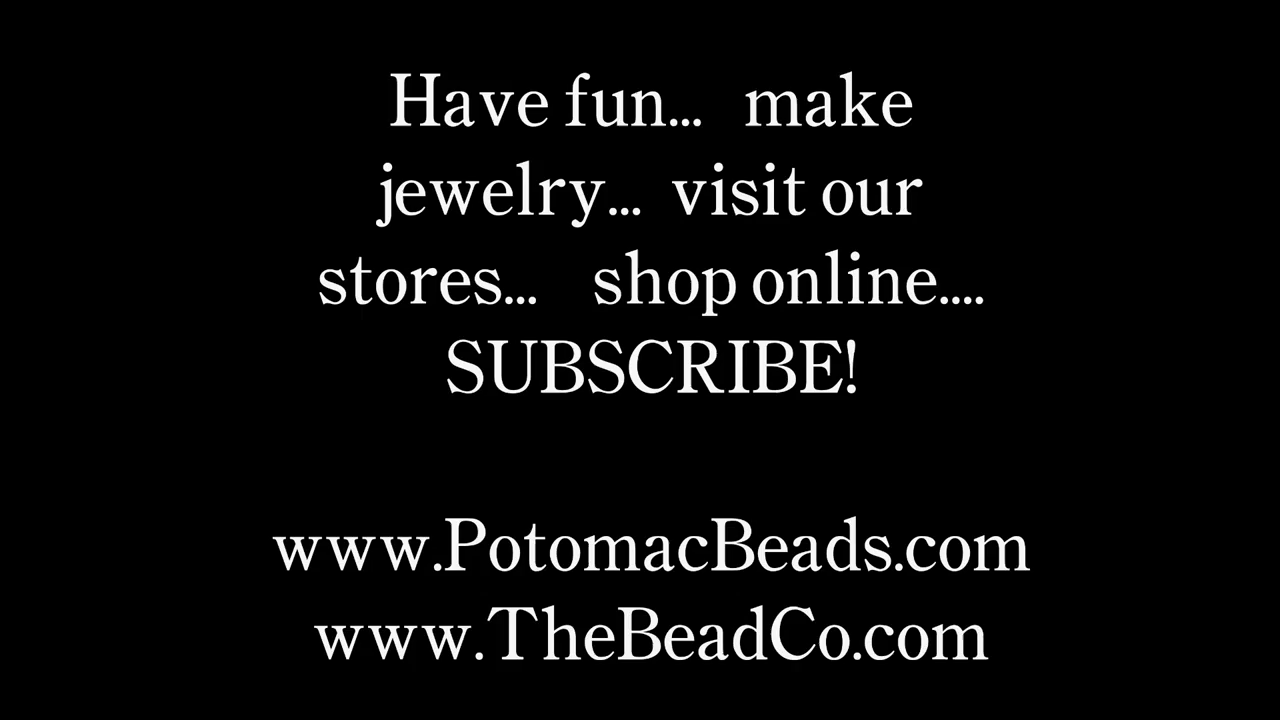 Have fun... make
jewelry... visit our
stores... shop online....
SUBSCRIBE!
www.PotomacBeads.com
www.TheBeadCo.com